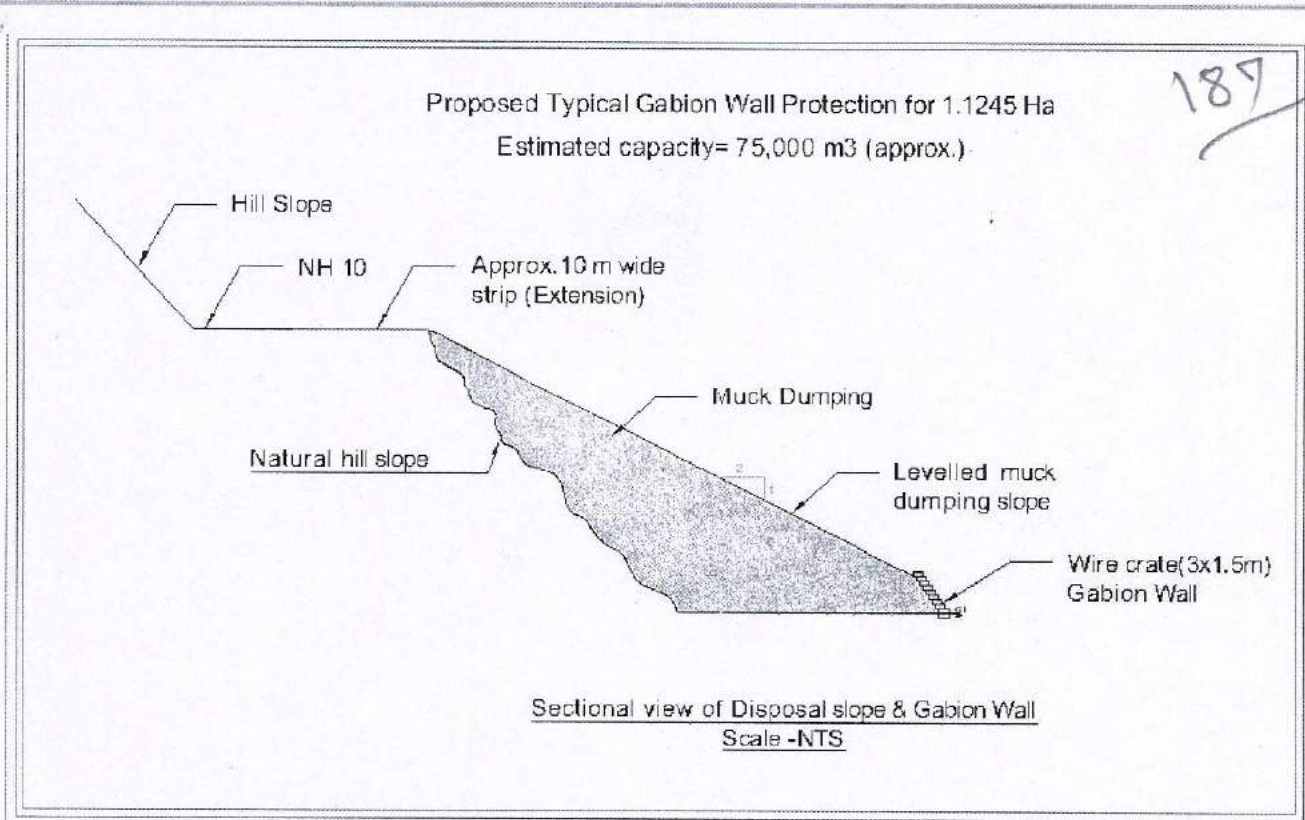 187
Proposed Typical Gabion Wall Protection for 1.1245 Ha
Estimated capacity= 75,000 m3 (approx.)
Hill Slope
NH 10
Approx. 10 m wide
strip (Extension)
Muck Dumping
Natural hill slope
2
1
Levelled muck
dumping slope
Wire crate(3x1.5m)
Gabion Wall
Sectional view of Disposal slope & Gabion Wall
Scale -NTS